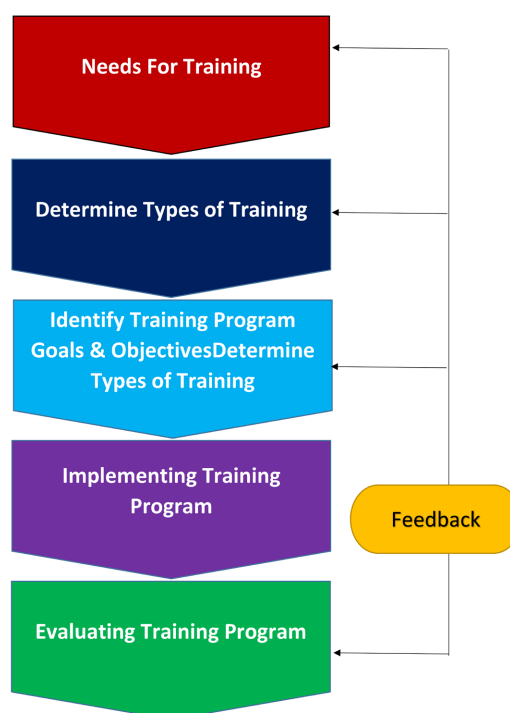 Needs For Training
Determine Types of Training
Identify Training Program
Goals & ObjectivesDetermine
Types of Training
Implementing Training
Program
Feedback
Evaluating Training Program